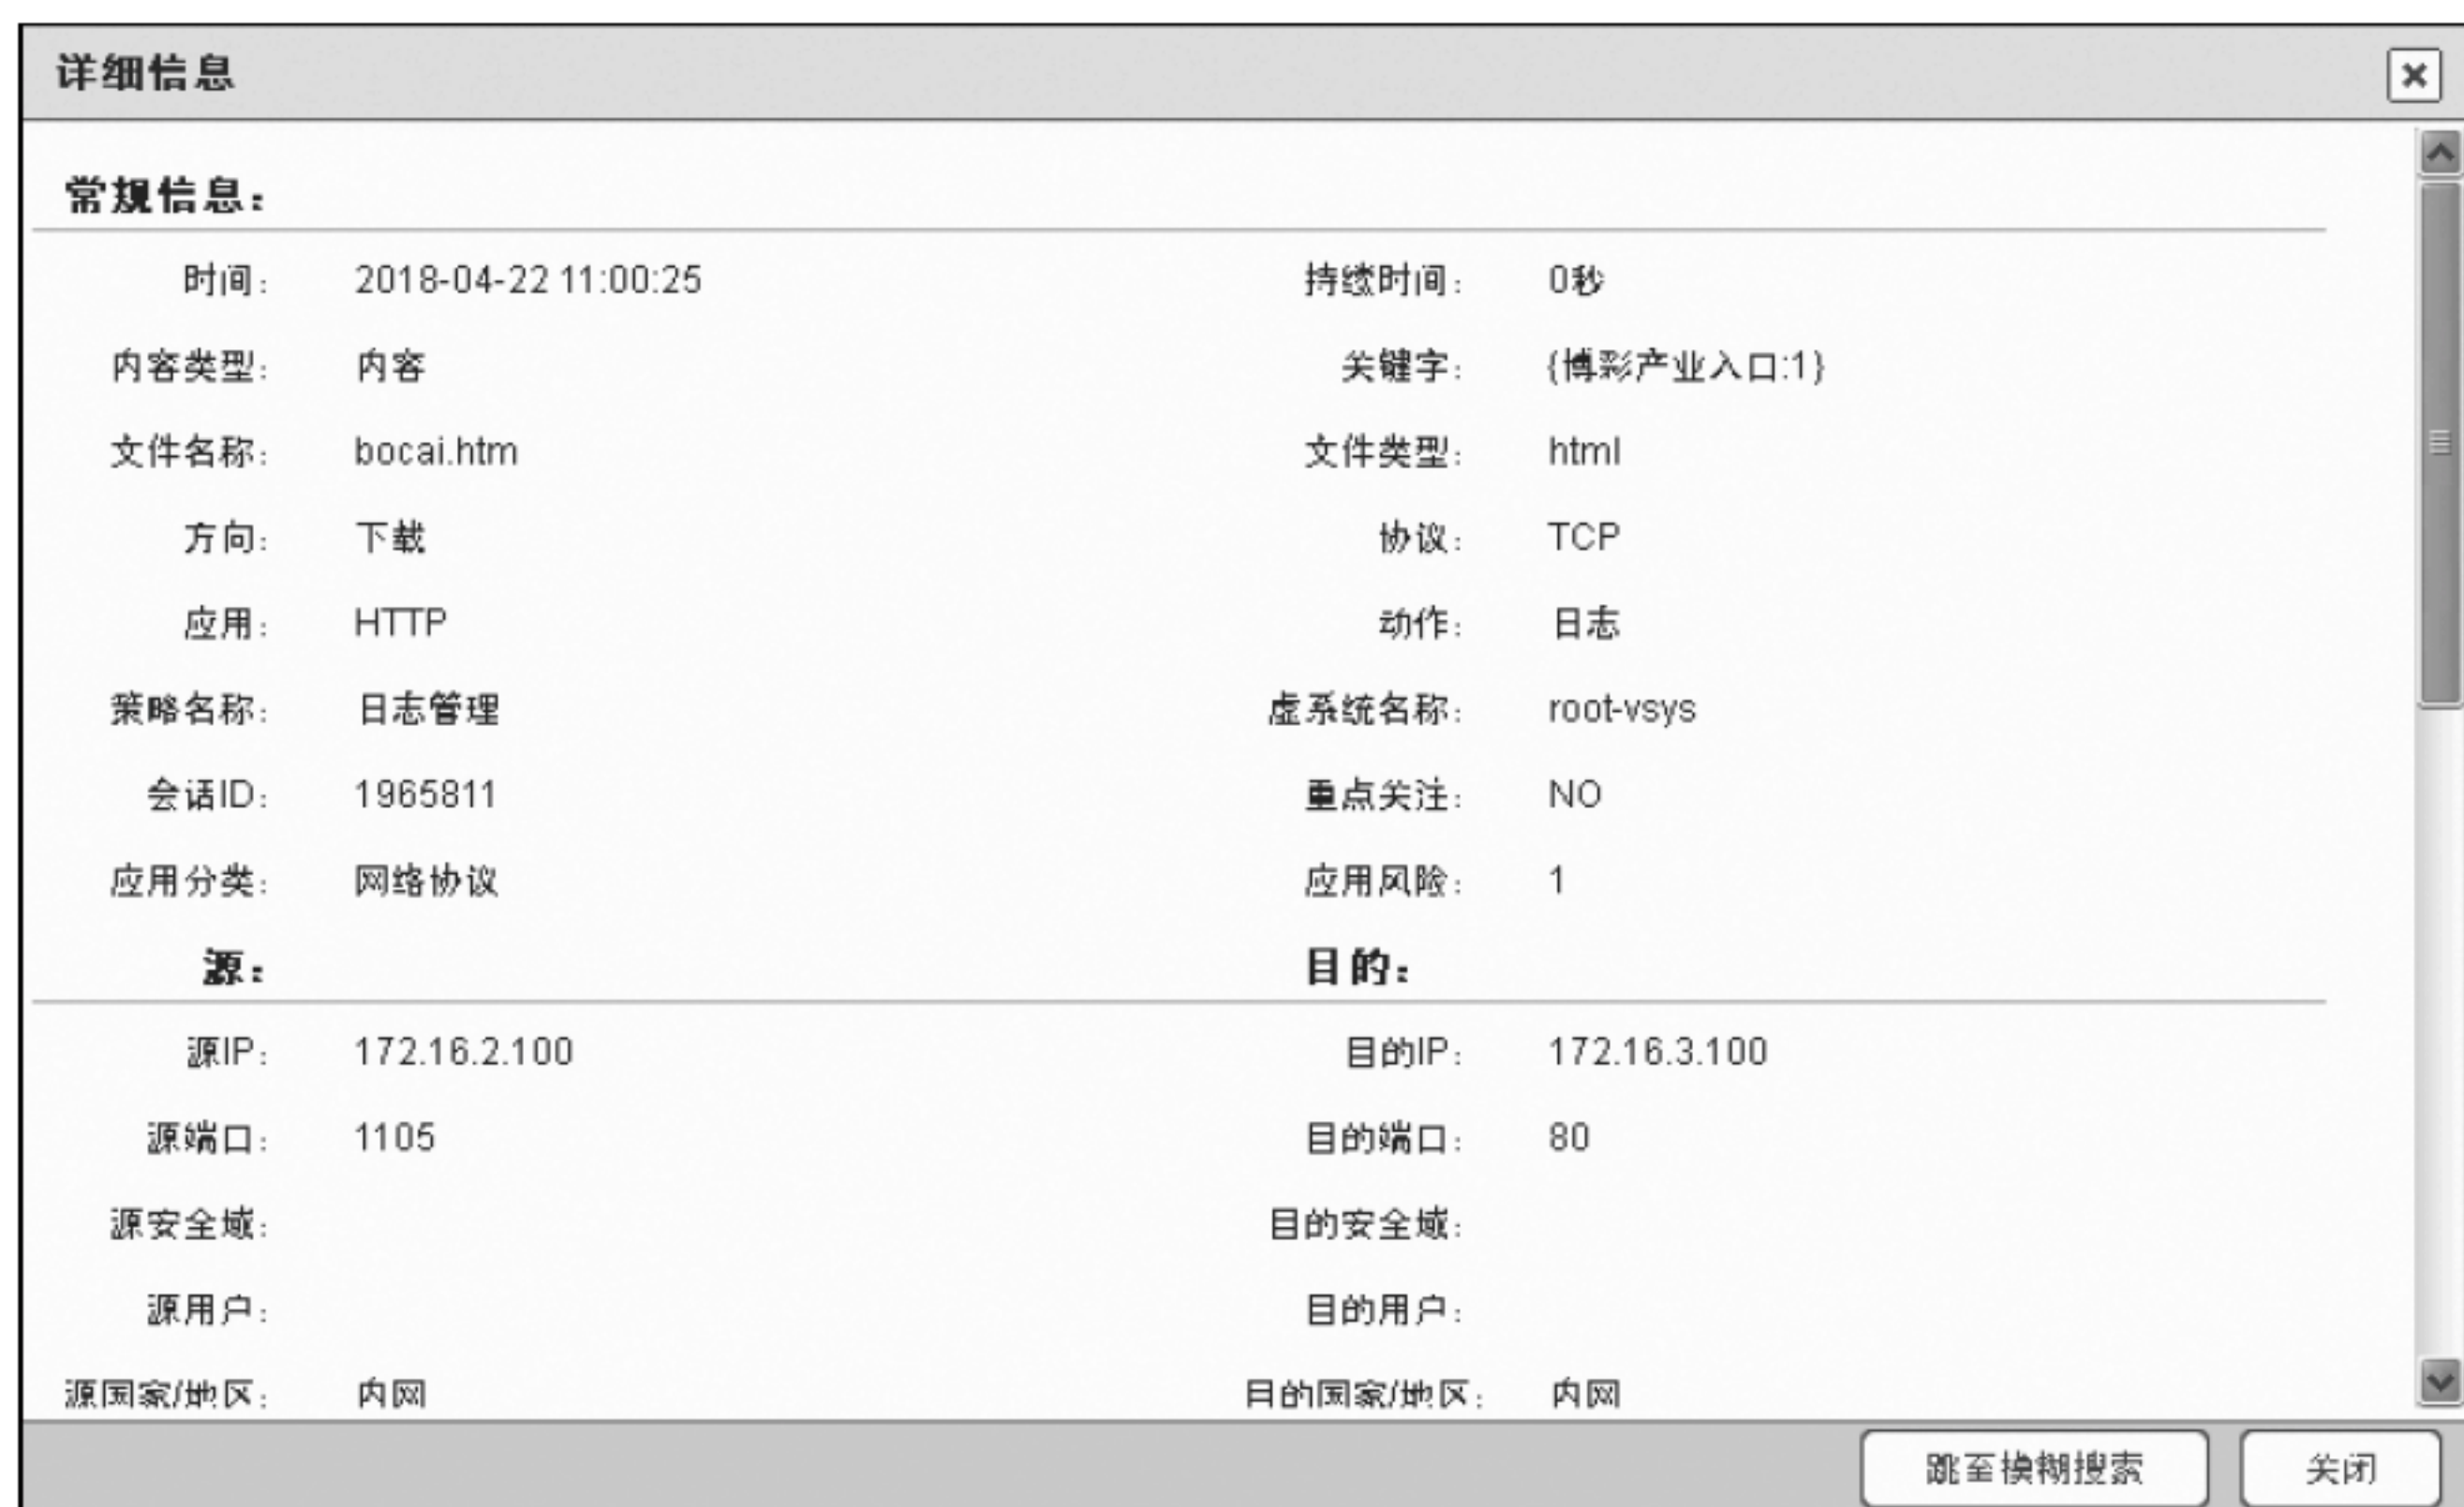 详细信息
常规信息：
时间： 2018-04-22 11:00:25 持续时间： 0秒
内容类型： 内容 关键字： {博彩产业入口:1}
文件名称： bocai.htm 文件类型： html
方向： 下载 协议： TCP
应用： HTTP 动作： 日志
策略名称： 日志管理 虚系统名称： root-vsys
会话ID： 1965811 重点关注： NO
应用分类： 网络协议 应用风险： 1
源： 目的：
源IP： 172.16.2.100 目的IP： 172.16.3.100
源端口： 1105 目的端口： 80
源安全域： 目的安全域：
源用户： 目的用户：
源国家/地区： 内网 目的国家/地区： 内网
跳至模糊搜索 关闭